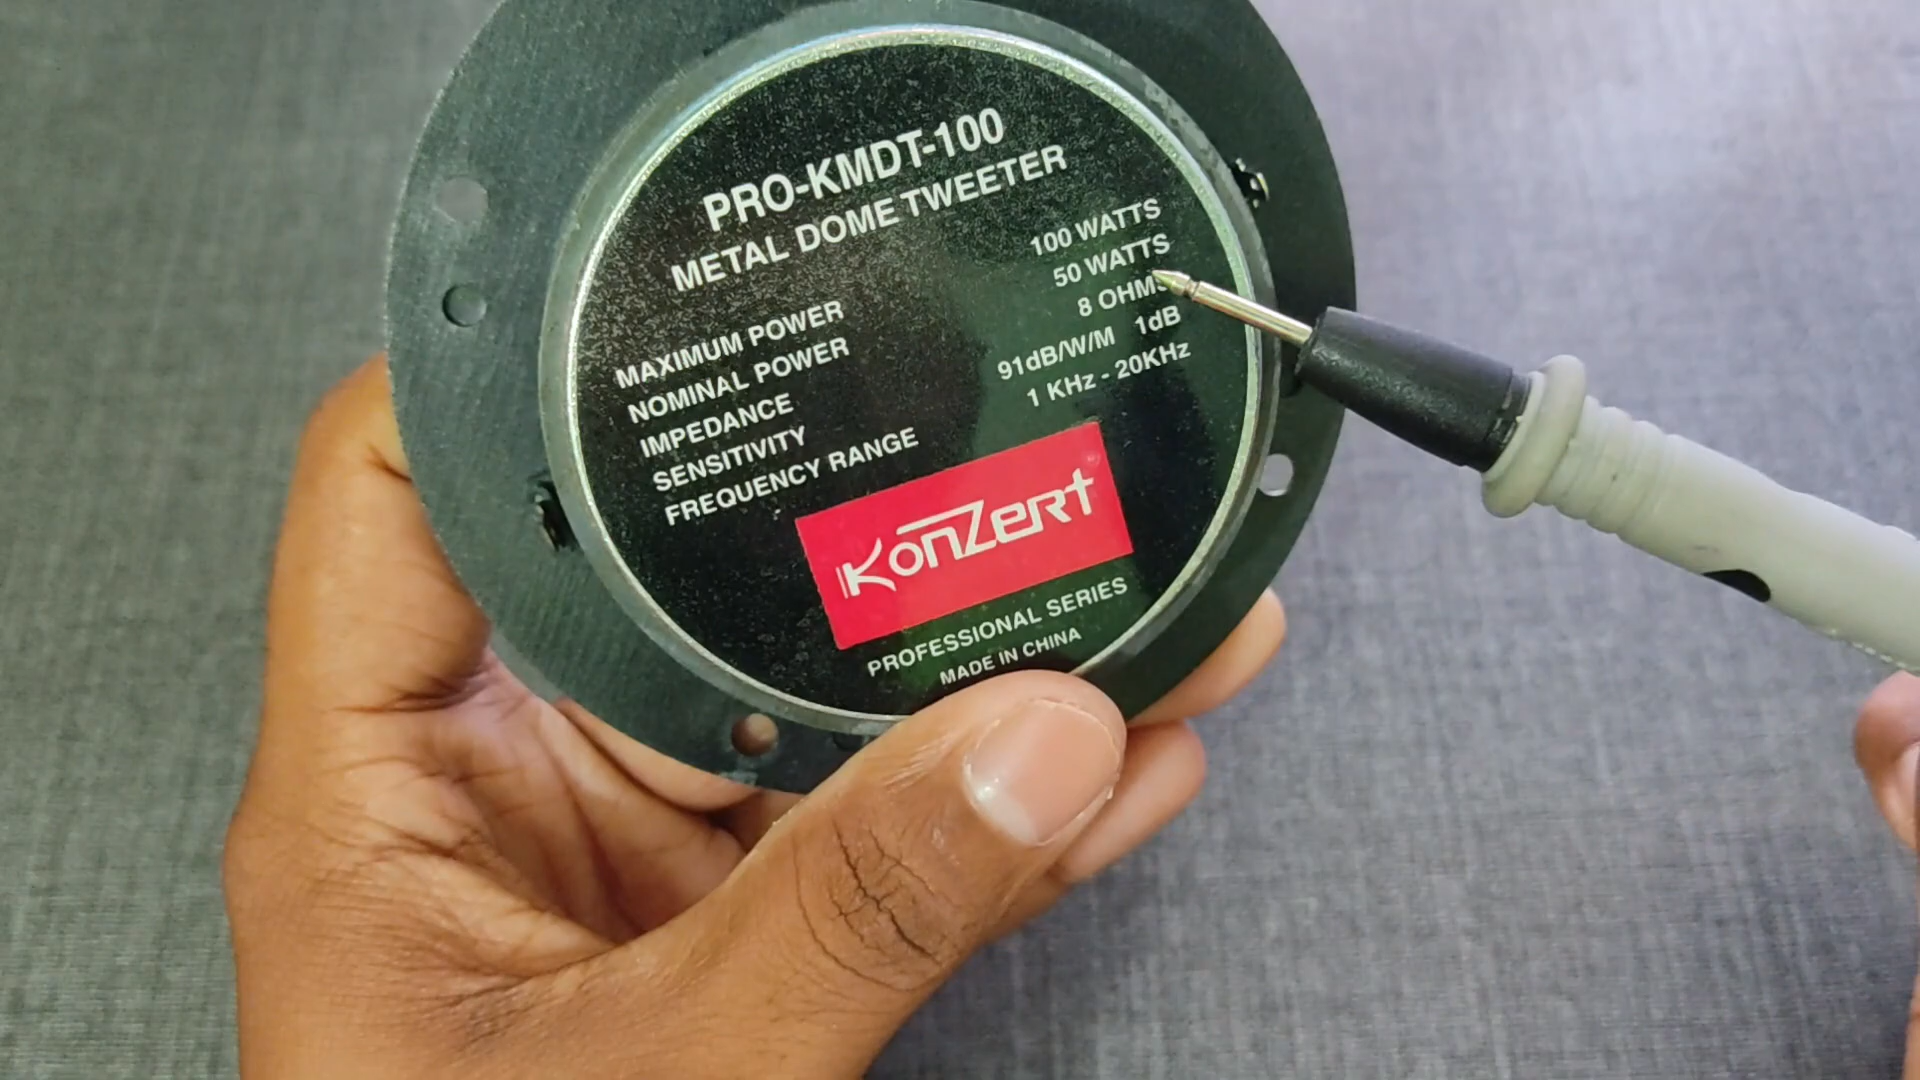 PRO-KMDT-100
METAL DOME TWEETER
MAXIMUM POWER 100 WATTS
NOMINAL POWER 50 WATTS
IMPEDANCE 8 OHMS
SENSITIVITY 91dB/W/M 1dB
FREQUENCY RANGE 1 KHz - 20KHz
KonZert
PROFESSIONAL SERIES
MADE IN CHINA